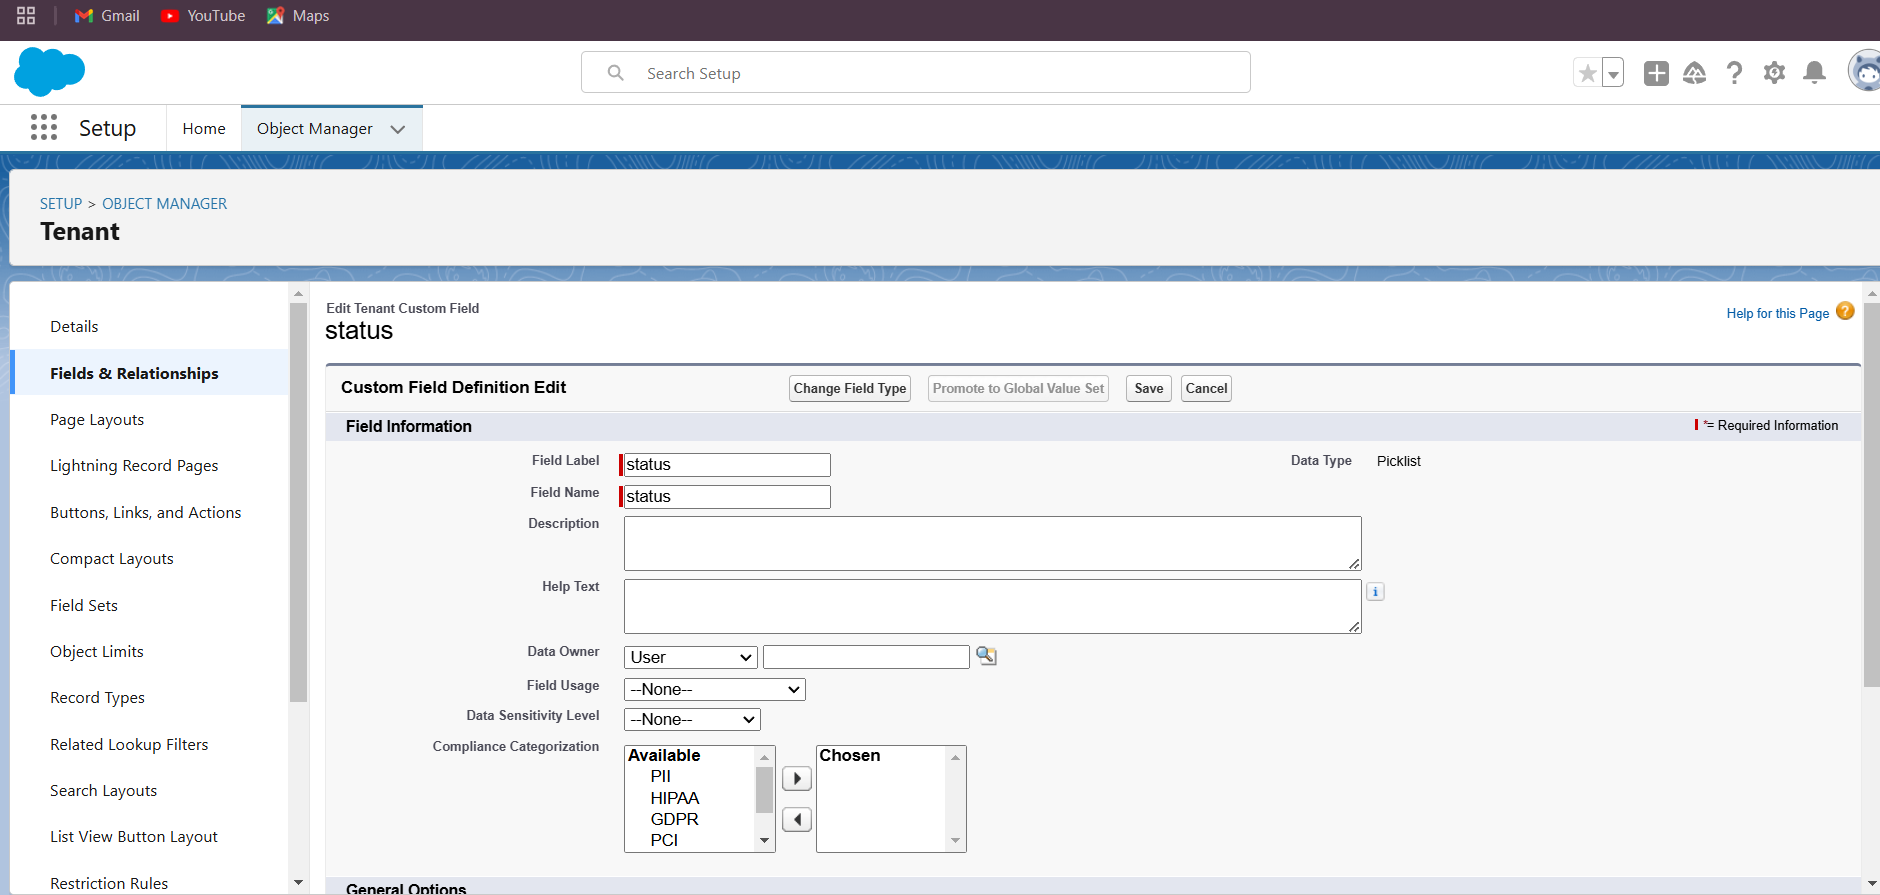 Gmail YouTube Maps
Search Setup
Setup Home Object Manager
SETUP > OBJECT MANAGER
Tenant
Details
Fields & Relationships
Page Layouts
Lightning Record Pages
Buttons, Links, and Actions
Compact Layouts
Field Sets
Object Limits
Record Types
Related Lookup Filters
Search Layouts
List View Button Layout
Restriction Rules
Edit Tenant Custom Field
status
Help for this Page ?
Custom Field Definition Edit Change Field Type Promote to Global Value Set Save Cancel
Field Information *= Required Information
Field Label status Data Type Picklist
Field Name status
Description
Help Text i
Data Owner User
Field Usage --None--
Data Sensitivity Level --None--
Compliance Categorization Available Chosen
PII
HIPAA
GDPR
PCI
General Options